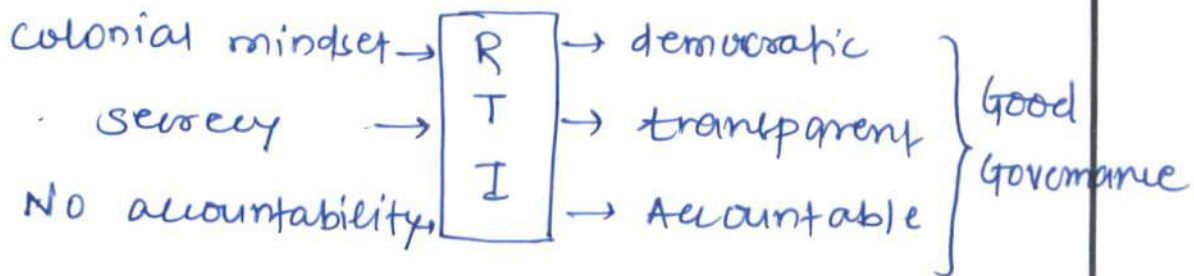 colonial mindset → R → democratic
secrecy → T → transparent
No accountability → I → Accountable
Good
Governance